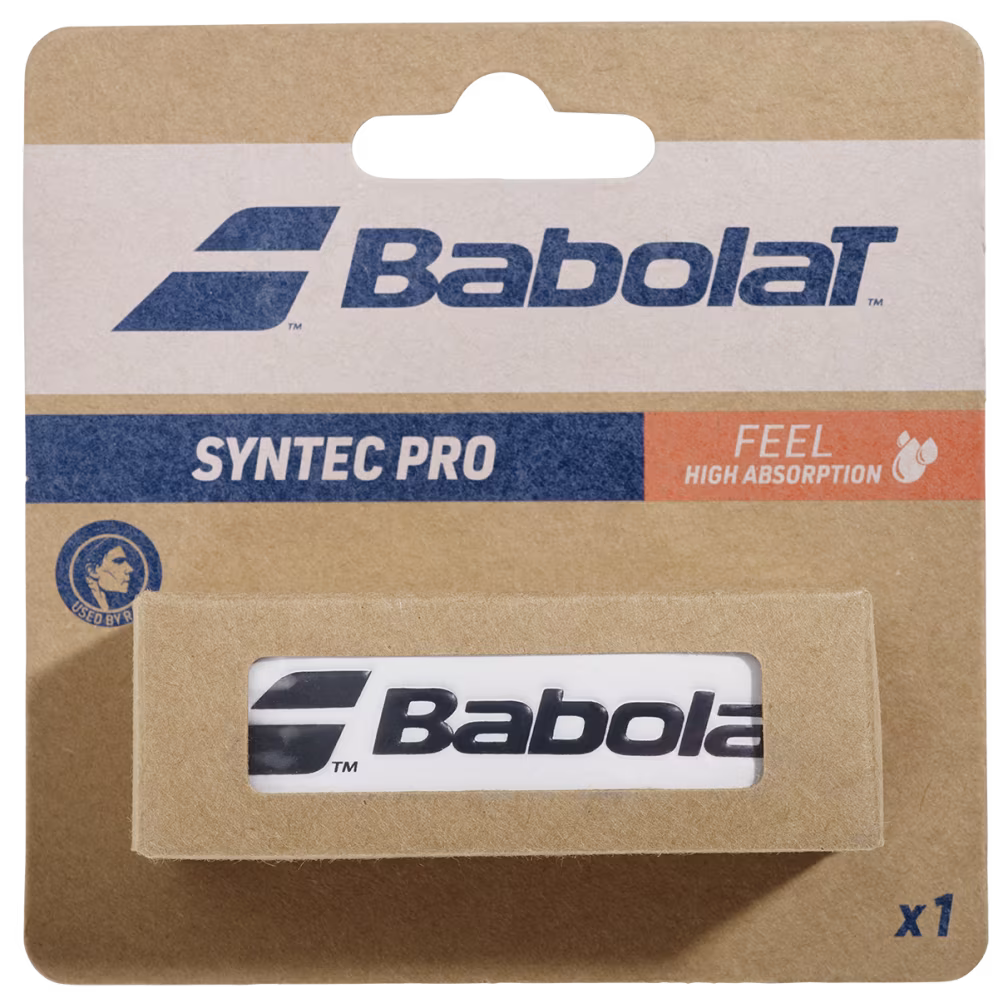 BabolaT
TM
TM
SYNTEC PRO
FEEL
HIGH ABSORPTION
USED BY
Babola
TM
x1